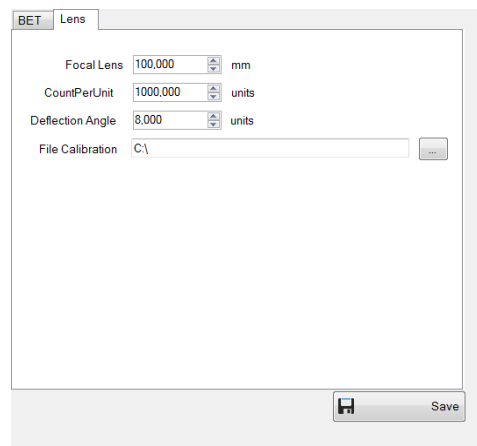 BET Lens
Focal Lens 100,000 mm
CountPerUnit 1000,000 units
Deflection Angle 8,000 units
File Calibration C:\ ...
Save